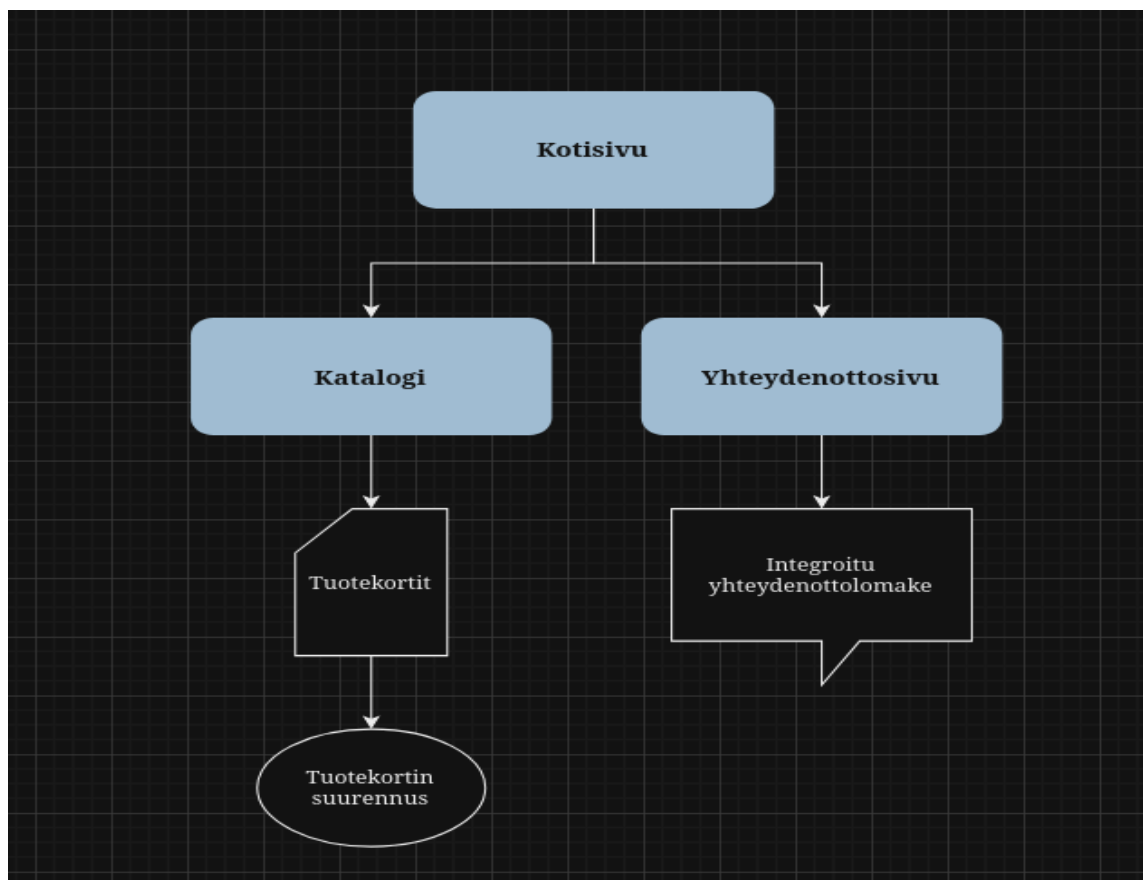 Kotisivu
Katalogi
Yhteydenottosivu
Tuotekortit
Integroitu
yhteydenottolomake
Tuotekortin
suurennus